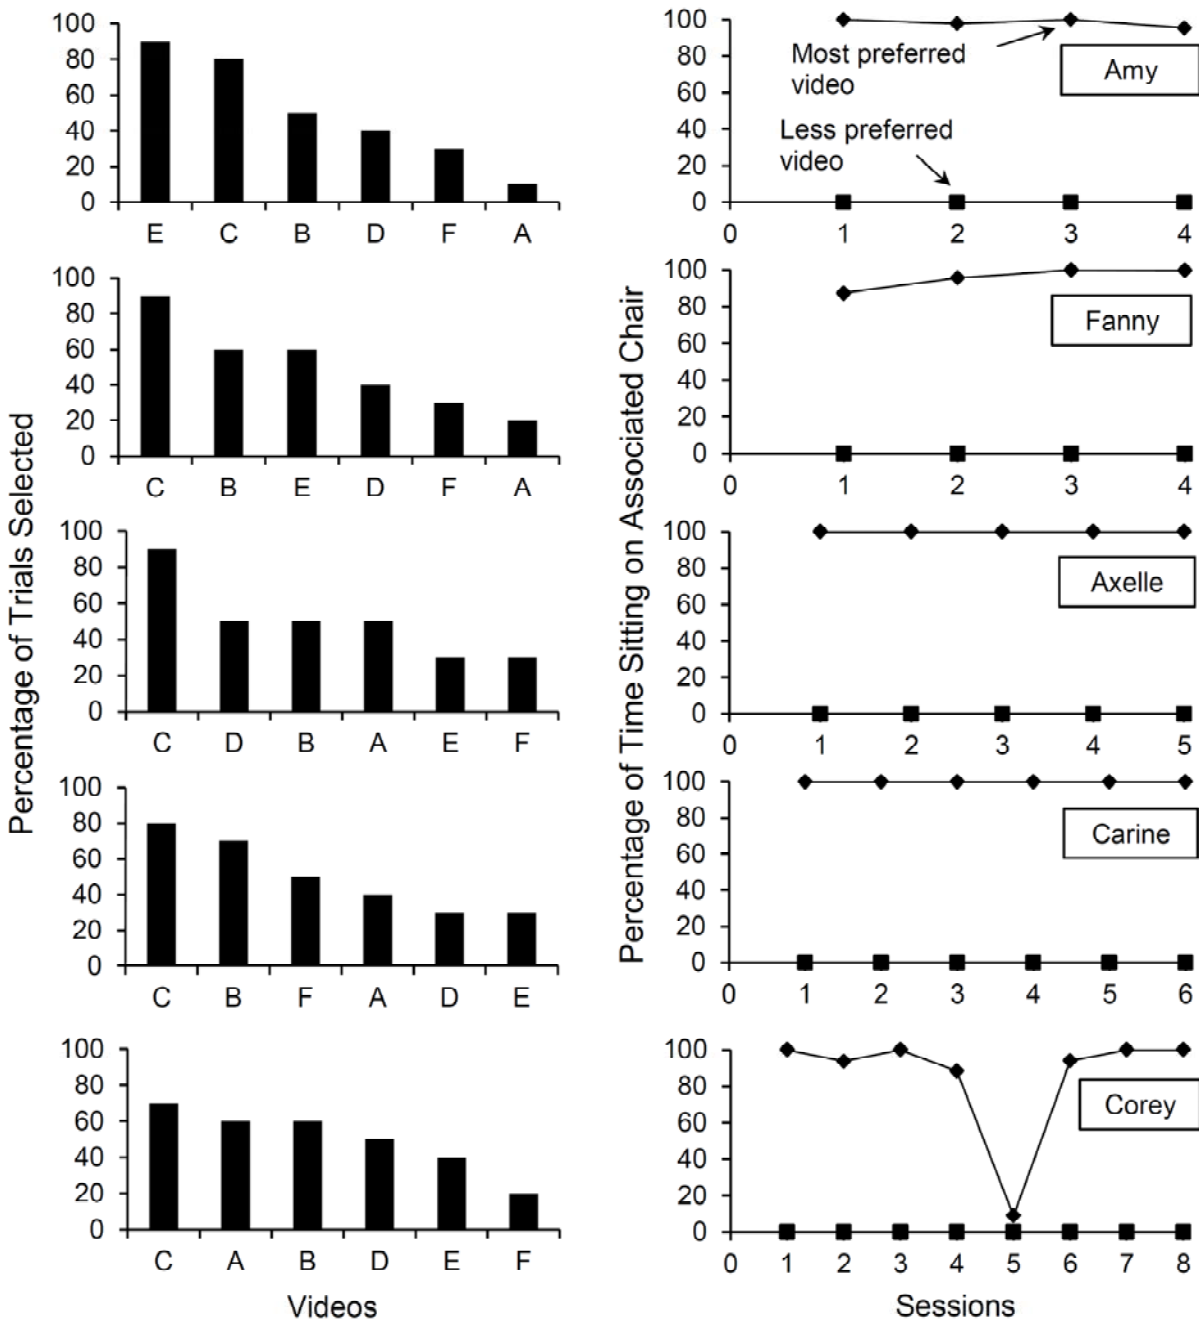 Percentage of Trials Selected
100
80
60
40
20
0
E C B D F A
100
80
60
40
20
0
C B E D F A
100
80
60
40
20
0
C D B A E F
100
80
60
40
20
0
C B F A D E
100
80
60
40
20
0
C A B D E F
Videos
Percentage of Time Sitting on Associated Chair
100
80
60
40
20
0
Most preferred
video
Less preferred
video
Amy
0 1 2 3 4
100
80
60
40
20
0
Fanny
0 1 2 3 4
100
80
60
40
20
0
Axelle
0 1 2 3 4 5
100
80
60
40
20
0
Carine
0 1 2 3 4 5 6
100
80
60
40
20
0
Corey
0 1 2 3 4 5 6 7 8
Sessions